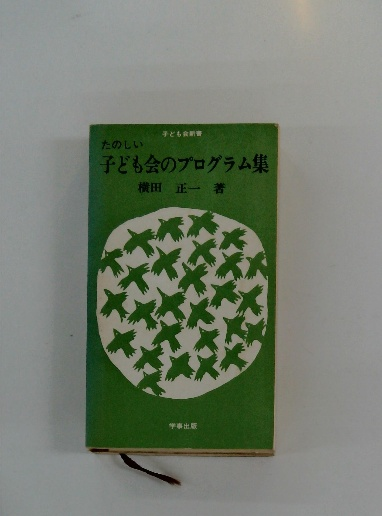 子ども会新書
たのしい
子ども会のプログラム集
横田 正一 著
学事出版